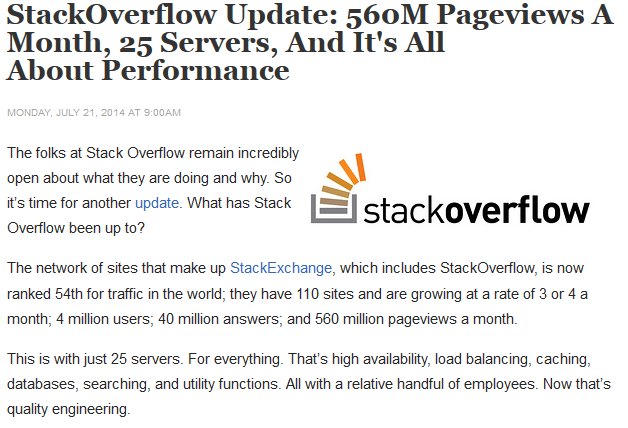 StackOverflow Update: 560M Pageviews A
Month, 25 Servers, And It's All
About Performance
MONDAY, JULY 21, 2014 AT 9:00AM
The folks at Stack Overflow remain incredibly
open about what they are doing and why. So
it’s time for another update. What has Stack
Overflow been up to?
stackoverflow
The network of sites that make up StackExchange, which includes StackOverflow, is now
ranked 54th for traffic in the world; they have 110 sites and are growing at a rate of 3 or 4 a
month; 4 million users; 40 million answers; and 560 million pageviews a month.
This is with just 25 servers. For everything. That’s high availability, load balancing, caching,
databases, searching, and utility functions. All with a relative handful of employees. Now that’s
quality engineering.